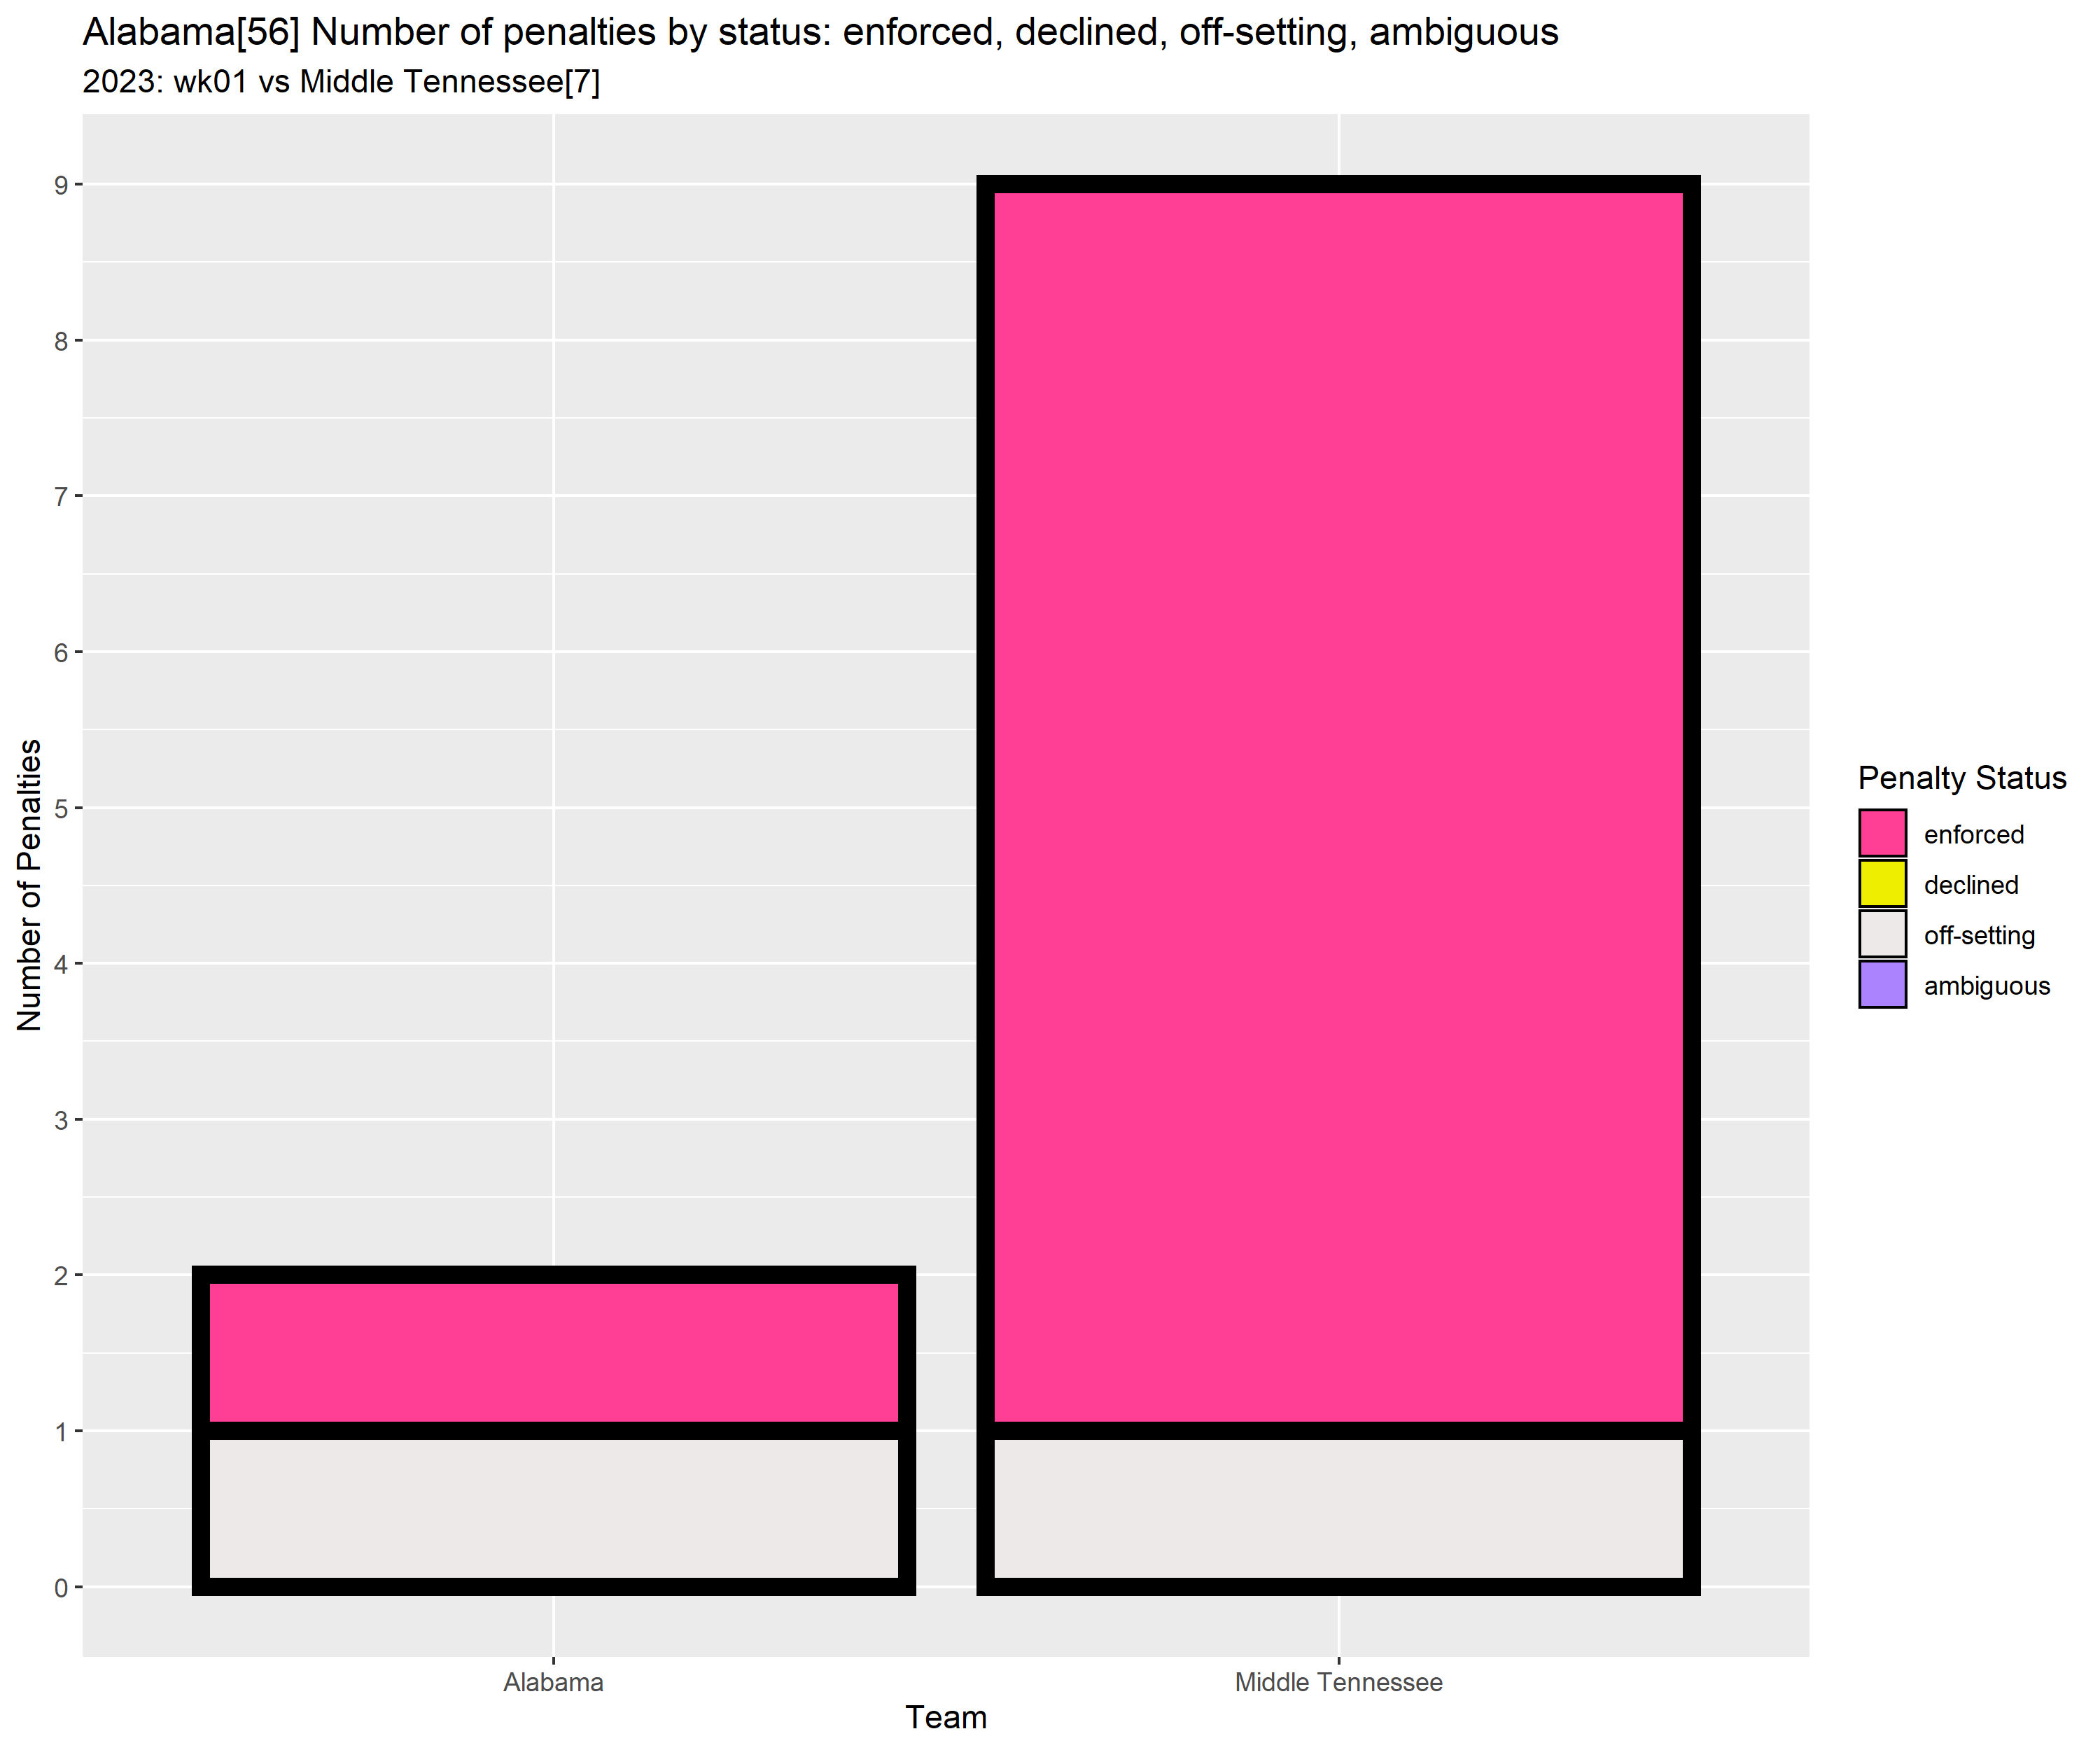 Alabama[56] Number of penalties by status: enforced, declined, off-setting, ambiguous
2023: wk01 vs Middle Tennessee[7]
Number of Penalties
9
8
7
6
5
4
3
2
1
0
Alabama
Middle Tennessee
Team
Penalty Status
enforced
declined
off-setting
ambiguous